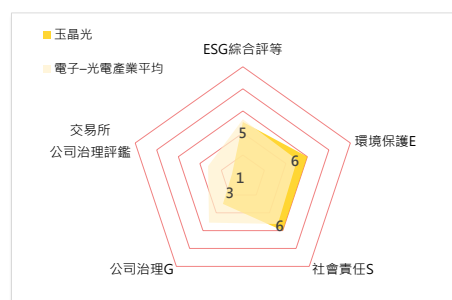 玉晶光
電子–光電產業平均
ESG綜合評等
環境保護E
社會責任S
公司治理G
交易所
公司治理評鑑
5
6
6
3
1